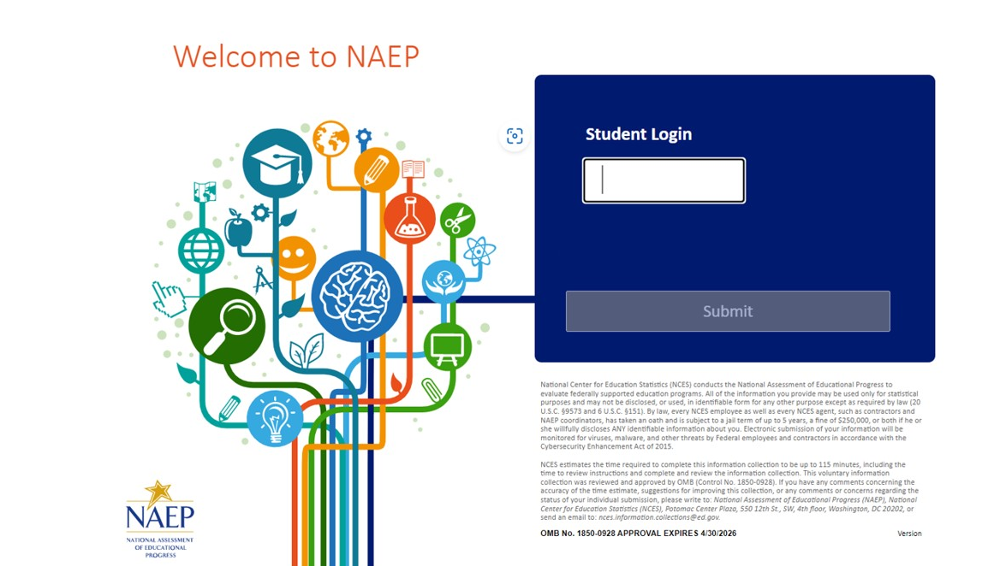 Welcome to NAEP
Student Login
Submit
National Center for Education Statistics (NCES) conducts the National Assessment of Educational Progress to
evaluate federally supported education programs. All of the information you provide may be used only for statistical
purposes and may not be disclosed, or used, in identifiable form for any other purpose except as required by law (20
U.S.C. §9573 and 6 U.S.C. §151). By law, every NCES employee as well as every NCES agent, such as contractors and
NAEP coordinators, has taken an oath and is subject to a jail term of up to 5 years, a fine of $250,000, or both if he or
she willfully discloses ANY identifiable information about you. Electronic submission of your information will be
monitored for viruses, malware, and other threats by Federal employees and contractors in accordance with the
Cybersecurity Enhancement Act of 2015.
NCES estimates the time required to complete this information collection to be up to 115 minutes, including the
time to review instructions and complete and review the information collection. This voluntary information
collection was reviewed and approved by OMB (Control No. 1850-0928). If you have any comments concerning the
accuracy of the time estimate, suggestions for improving this collection, or any comments or concerns regarding the
status of your individual submission, please write to: National Assessment of Educational Progress (NAEP), National
Center for Education Statistics (NCES), Potomac Center Plaza, 550 12th St., SW, 4th floor, Washington, DC 20202, or
send an email to: nces.information.collections@ed.gov.
OMB No. 1850-0928 APPROVAL EXPIRES 4/30/2026
Version
NAEP
NATIONAL ASSESSMENT
OF EDUCATIONAL
PROGRESS